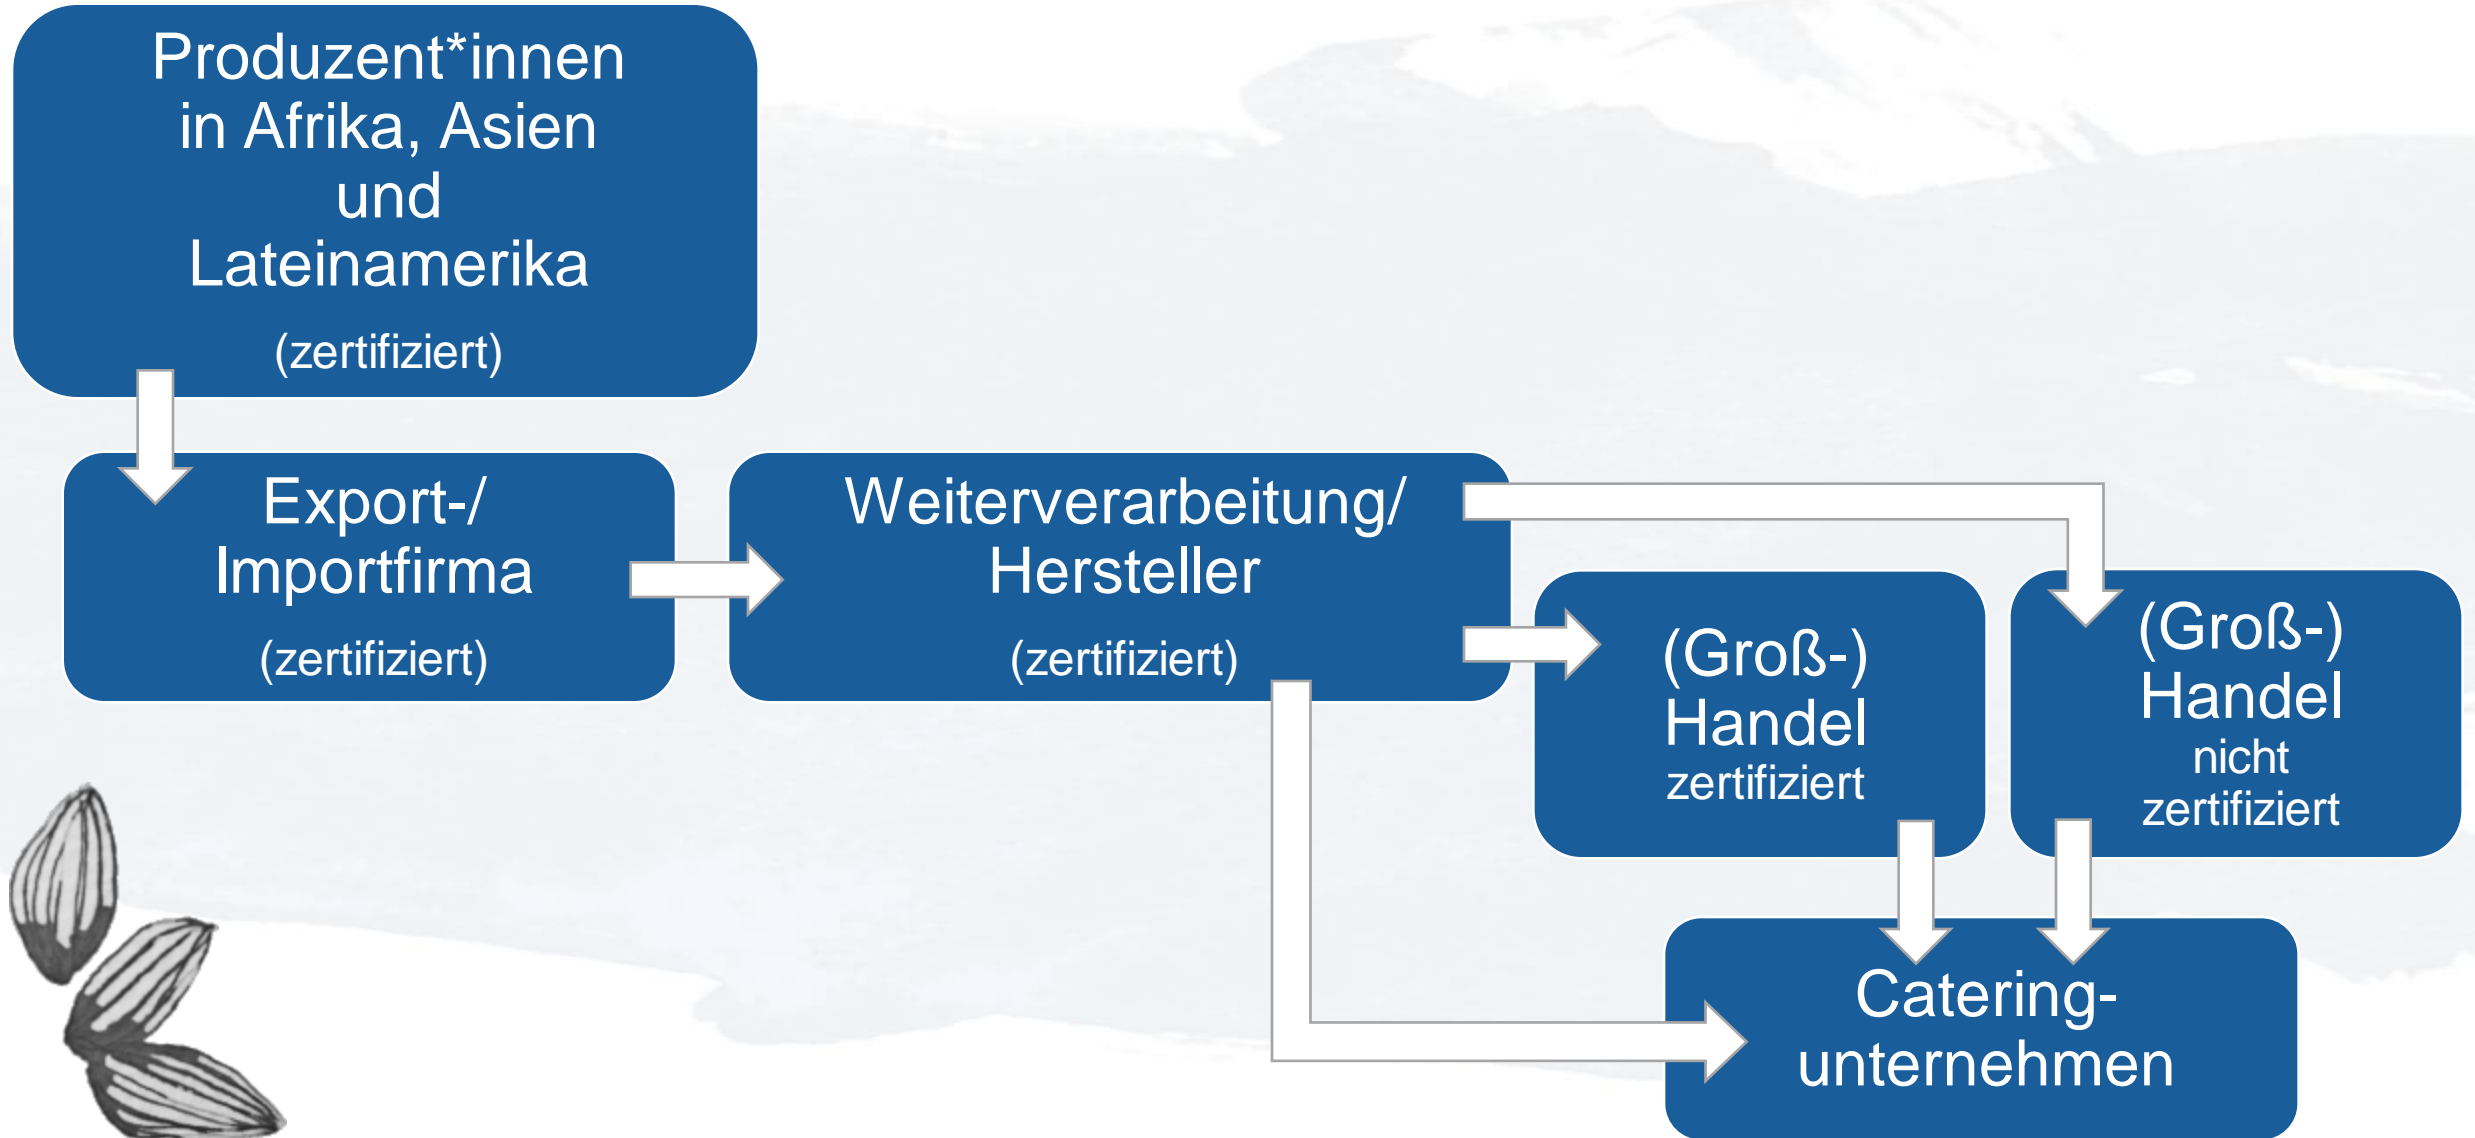 Produzent*innen
in Afrika, Asien
und
Lateinamerika
(zertifiziert)
Export-/
Importfirma
(zertifiziert)
Weiterverarbeitung/
Hersteller
(zertifiziert)
(Groß-)
Handel
zertifiziert
(Groß-)
Handel
nicht
zertifiziert
Catering-
unternehmen